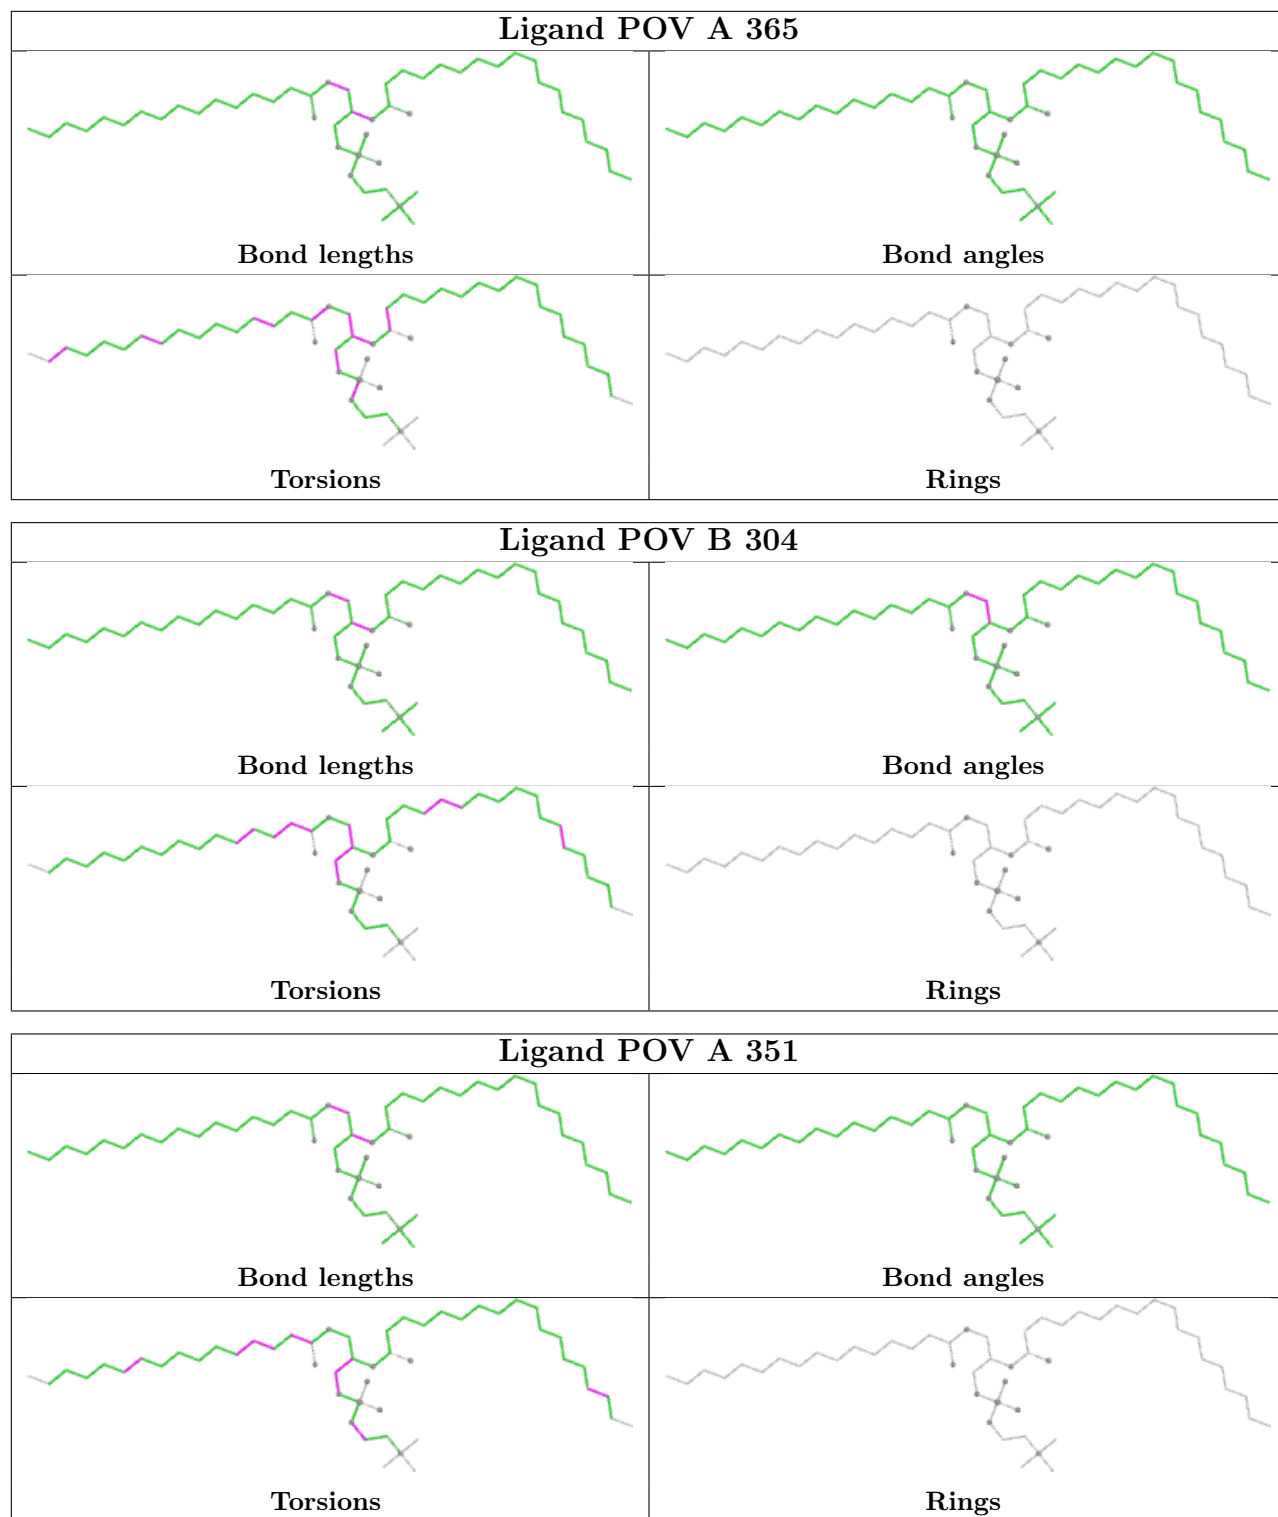 Ligand POV A 365
Bond lengths
Bond angles
Torsions
Rings
Ligand POV B 304
Bond lengths
Bond angles
Torsions
Rings
Ligand POV A 351
Bond lengths
Bond angles
Torsions
Rings